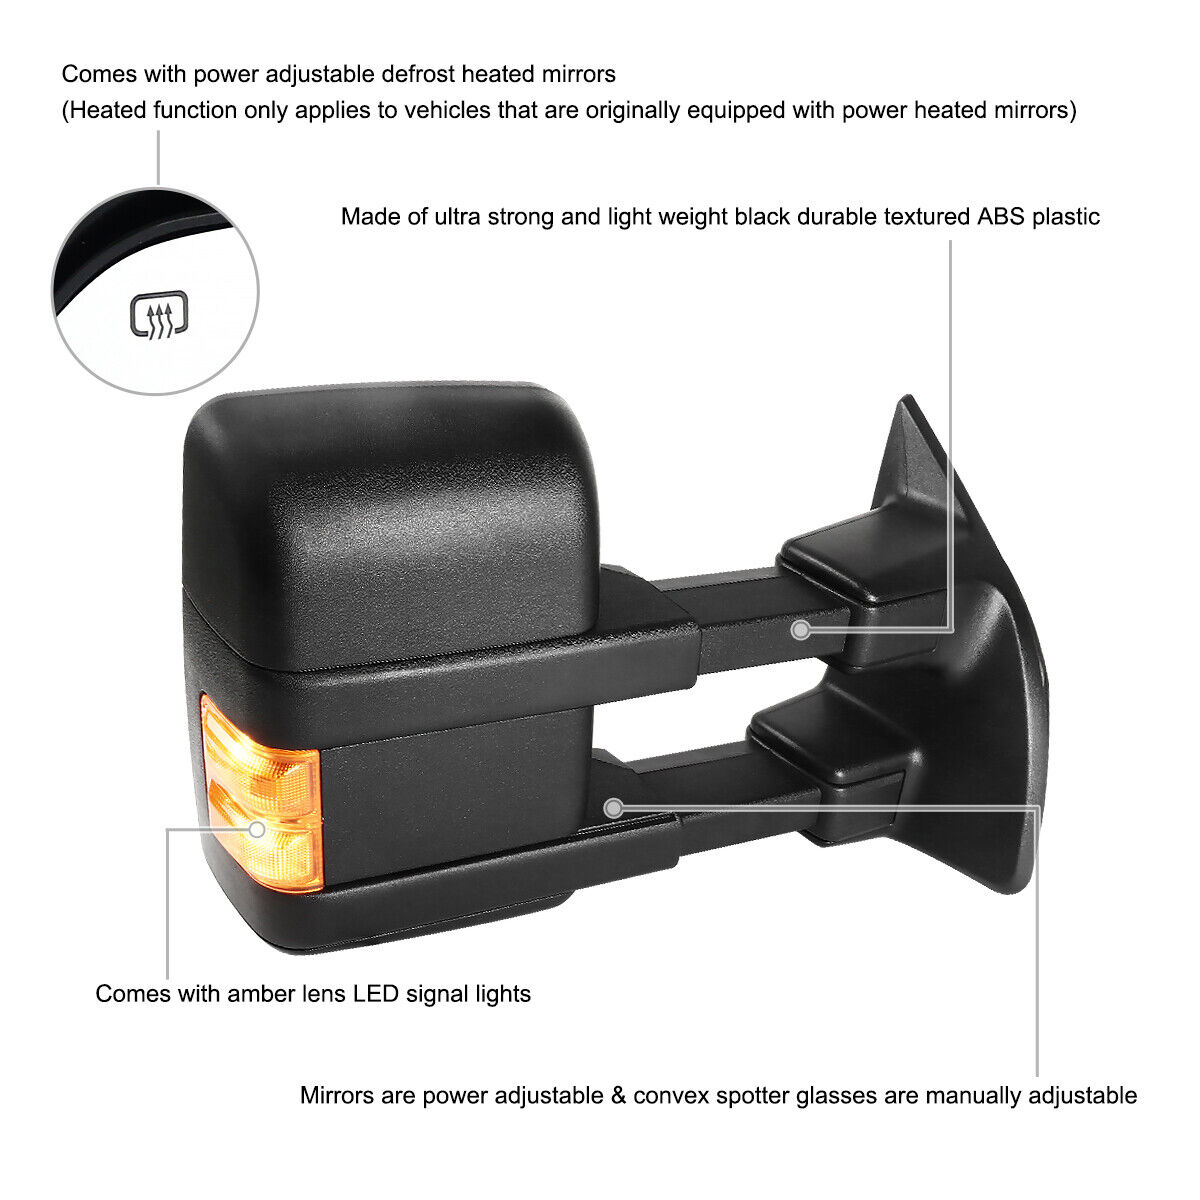 Comes with power adjustable defrost heated mirrors
(Heated function only applies to vehicles that are originally equipped with power heated mirrors)
Made of ultra strong and light weight black durable textured ABS plastic
Comes with amber lens LED signal lights
Mirrors are power adjustable & convex spotter glasses are manually adjustable